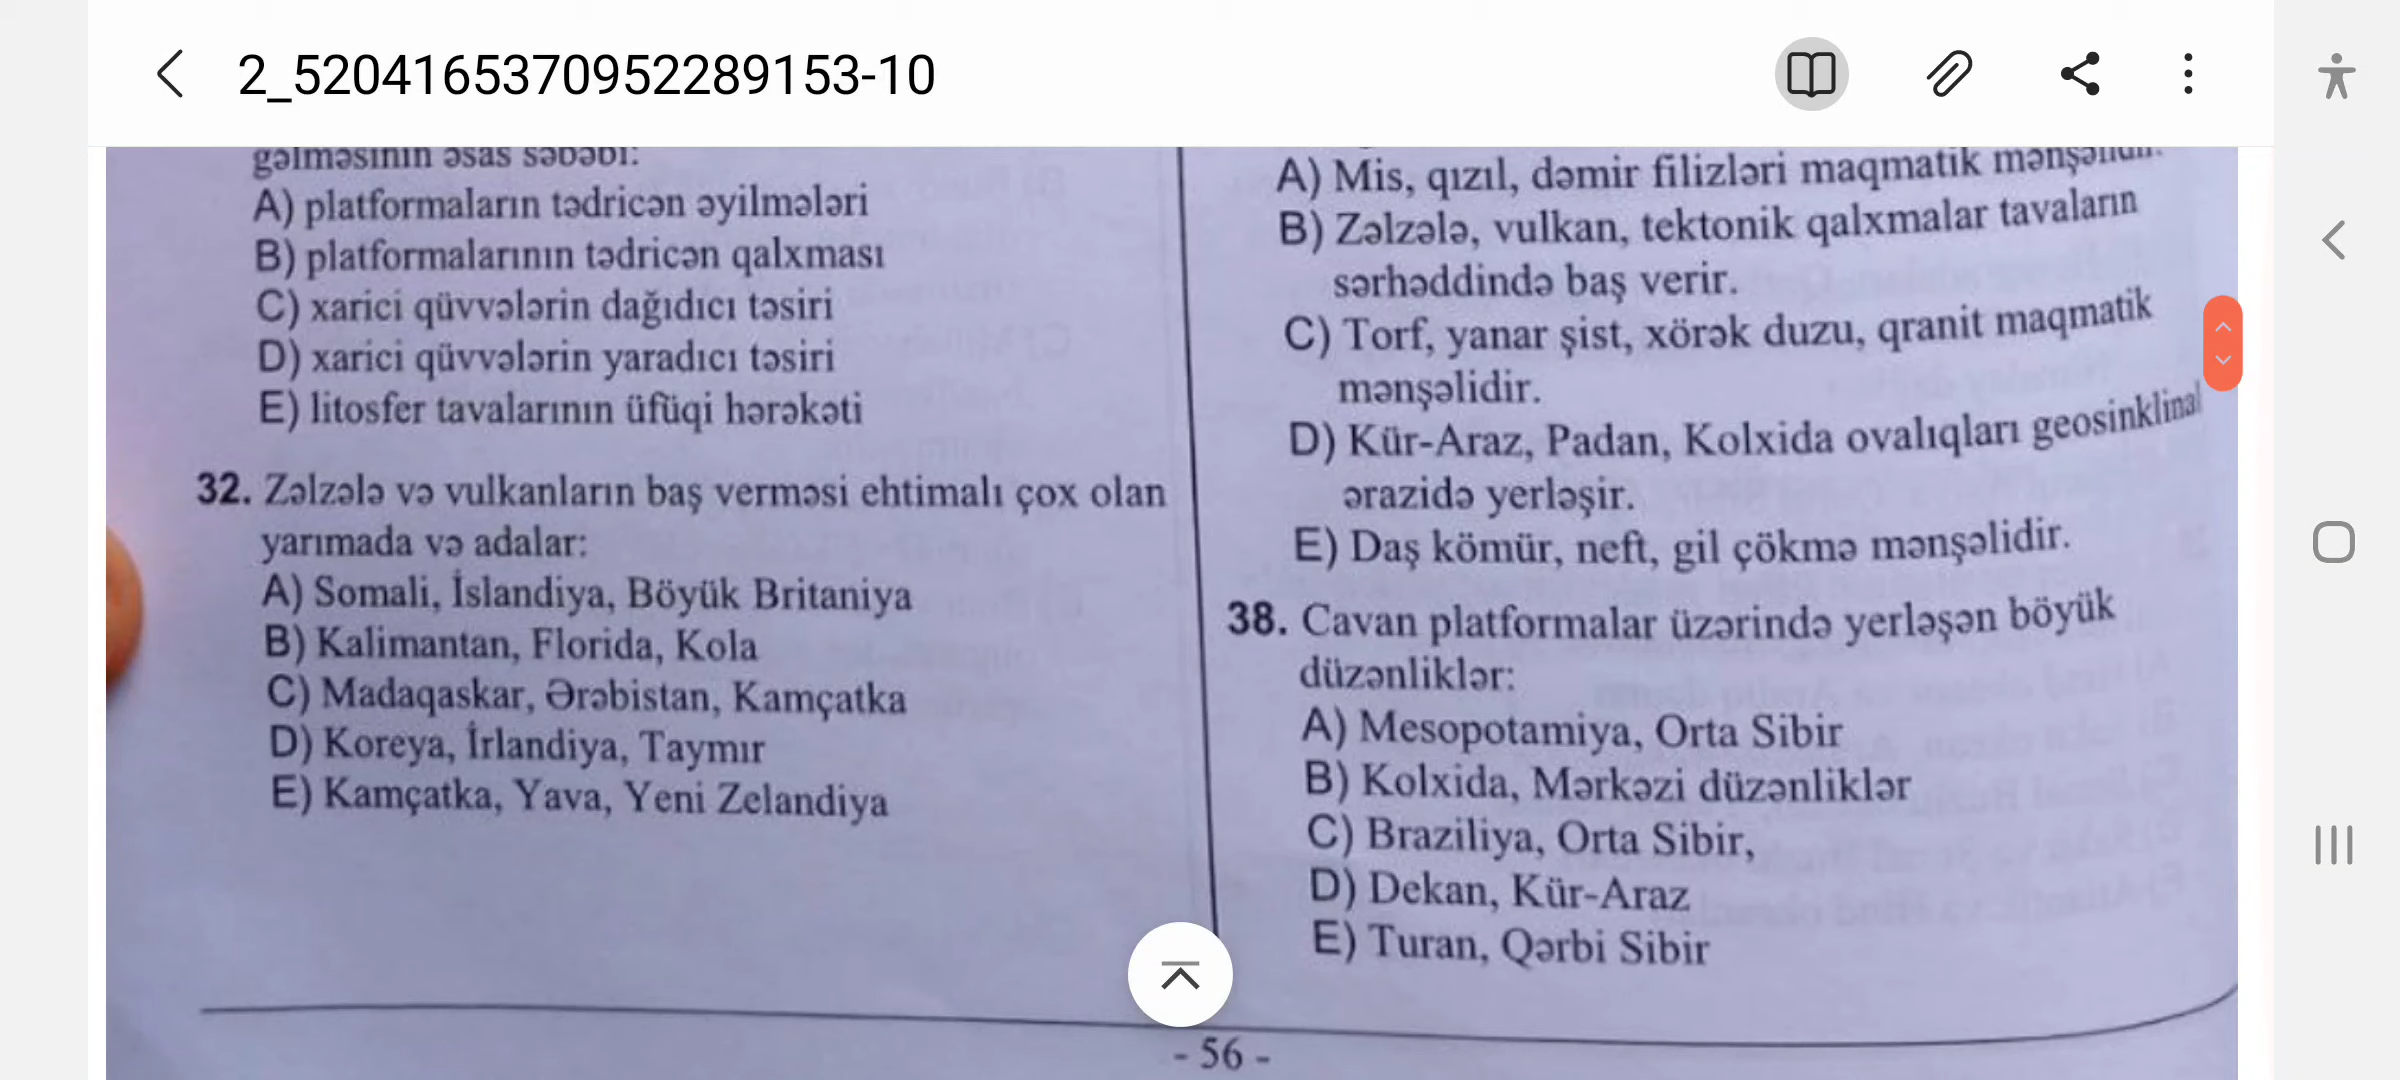 2_5204165370952289153-10
gəlməsinin əsas səbəbi:
A) platformaların tədricən əyilmələri
B) platformalarının tədricən qalxması
C) xarici qüvvələrin dağıdıcı təsiri
D) xarici qüvvələrin yaradıcı təsiri
E) litosfer tavalarının üfüqi hərəkəti
32. Zəlzələ və vulkanların baş verməsi ehtimalı çox olan
yarımada və adalar:
A) Somali, İslandiya, Böyük Britaniya
B) Kalimantan, Florida, Kola
C) Madaqaskar, Ərəbistan, Kamçatka
D) Koreya, İrlandiya, Taymır
E) Kamçatka, Yava, Yeni Zelandiya
A) Mis, qızıl, dəmir filizləri maqmatik mənşəlidir.
B) Zəlzələ, vulkan, tektonik qalxmalar tavaların
sərhəddində baş verir.
C) Torf, yanar şist, xörək duzu, qranit maqmatik
mənşəlidir.
D) Kür-Araz, Padan, Kolxida ovalıqları geosinklinal
ərazidə yerləşir.
E) Daş kömür, neft, gil çökmə mənşəlidir.
38. Cavan platformalar üzərində yerləşən böyük
düzənliklər:
A) Mesopotamiya, Orta Sibir
B) Kolxida, Mərkəzi düzənliklər
C) Braziliya, Orta Sibir,
D) Dekan, Kür-Araz
E) Turan, Qərbi Sibir
- 56 -